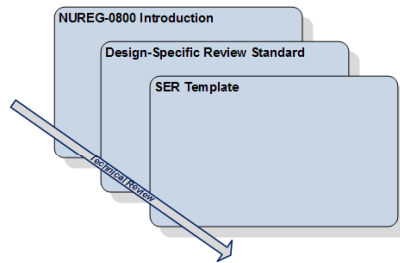 NUREG-0800 Introduction
Design-Specific Review Standard
SER Template
Technical Review